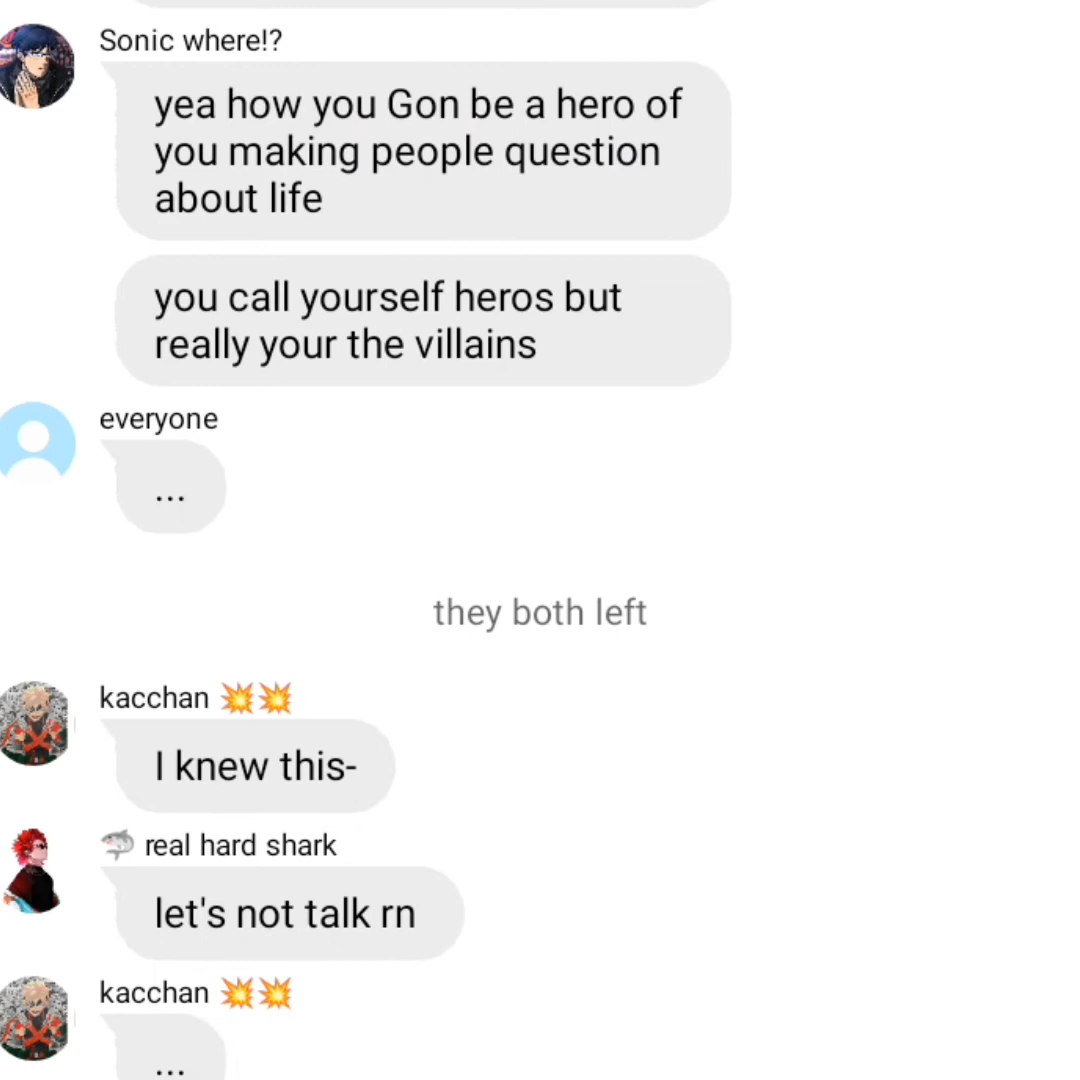 Sonic where!?
yea how you Gon be a hero of
you making people question
about life
you call yourself heros but
really your the villains
everyone
...
they both left
kacchan 💥💥
I knew this-
🦈 real hard shark
let's not talk rn
kacchan 💥💥
...